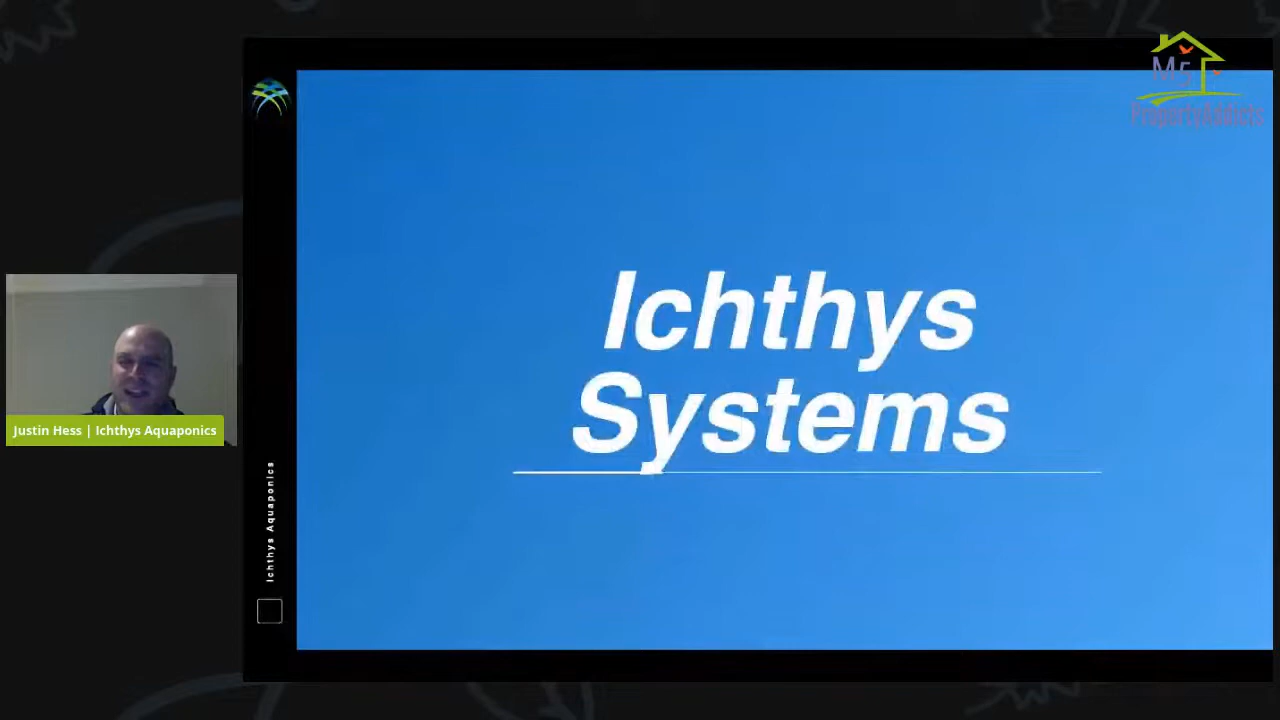 PropertyAddicts
Ichthys
Systems
Justin Hess | Ichthys Aquaponics
Ichthys Aquaponics